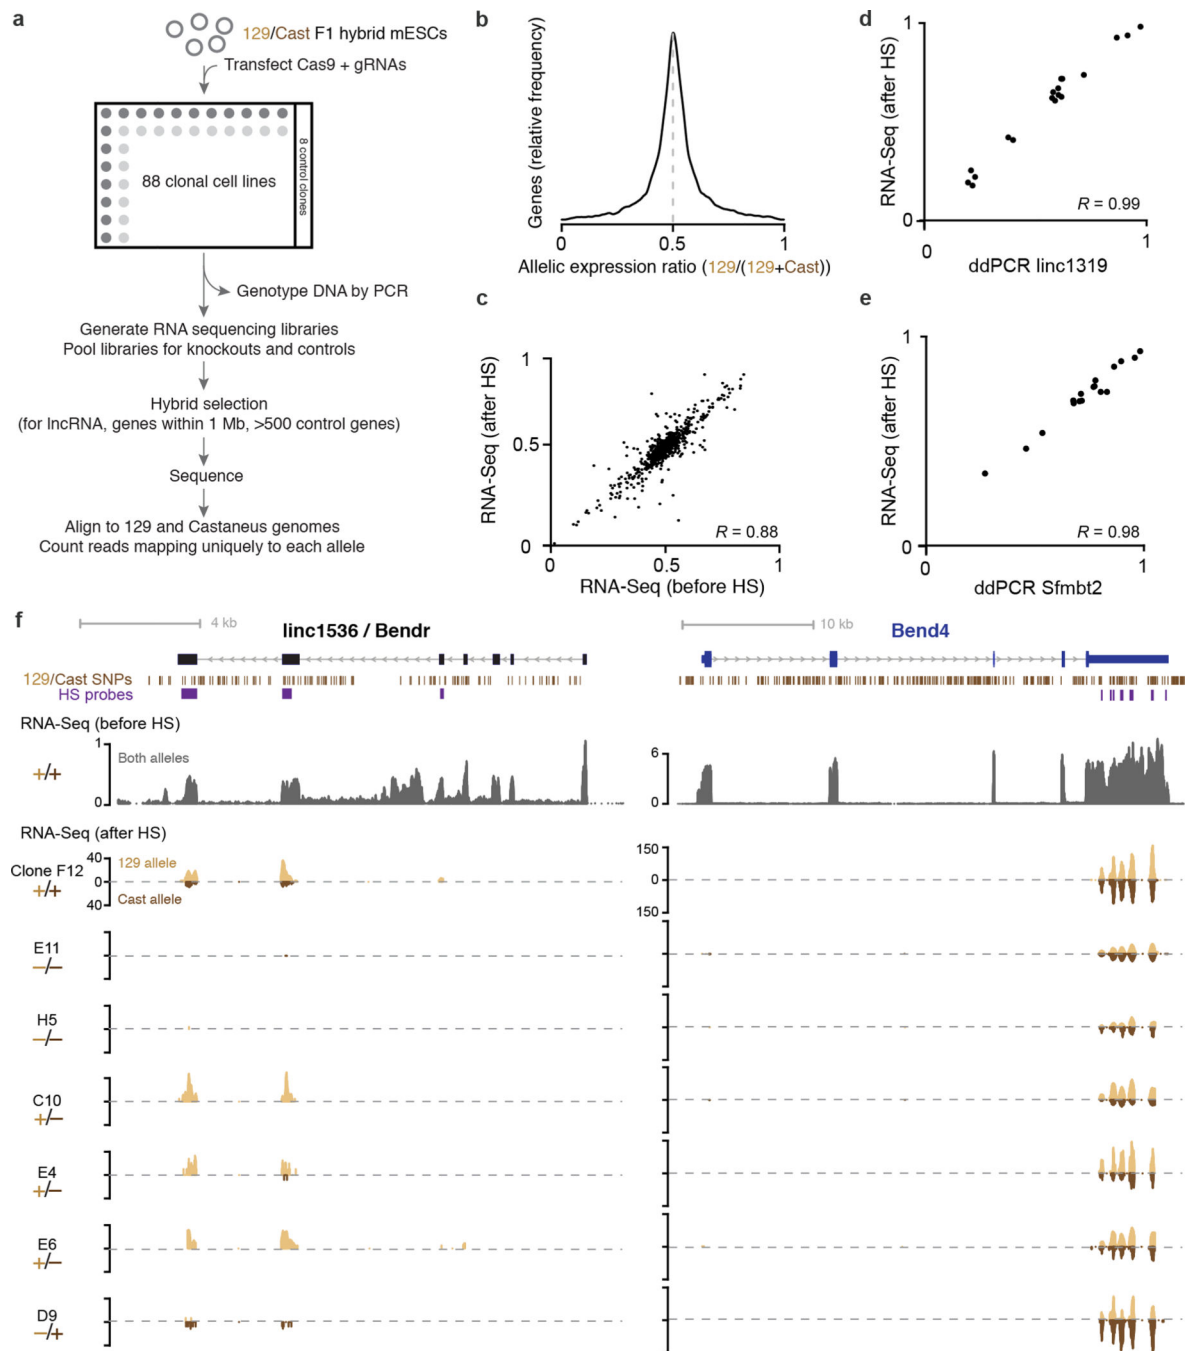 a
129/Cast F1 hybrid mESCs
Transfect Cas9 + gRNAs
88 clonal cell lines
8 control clones
Genotype DNA by PCR
Generate RNA sequencing libraries
Pool libraries for knockouts and controls
Hybrid selection
(for lncRNA, genes within 1 Mb, >500 control genes)
Sequence
Align to 129 and Castaneus genomes
Count reads mapping uniquely to each allele
b
Genes (relative frequency)
0
0.5
1
Allelic expression ratio (129/(129+Cast))
c
RNA-Seq (after HS)
1
0.5
0
R = 0.88
0
0.5
1
RNA-Seq (before HS)
d
RNA-Seq (after HS)
1
0
R = 0.99
0
1
ddPCR linc1319
e
RNA-Seq (after HS)
1
0
R = 0.98
0
1
ddPCR Sfmbt2
f
4 kb
linc1536 / Bendr
10 kb
Bend4
129/Cast SNPs
HS probes
RNA-Seq (before HS)
+/+
1
0
Both alleles
6
0
RNA-Seq (after HS)
Clone F12
+/+
40
0
40
129 allele
Cast allele
150
0
150
E11
−/−
H5
−/−
C10
+/−
E4
+/−
E6
+/−
D9
−/+